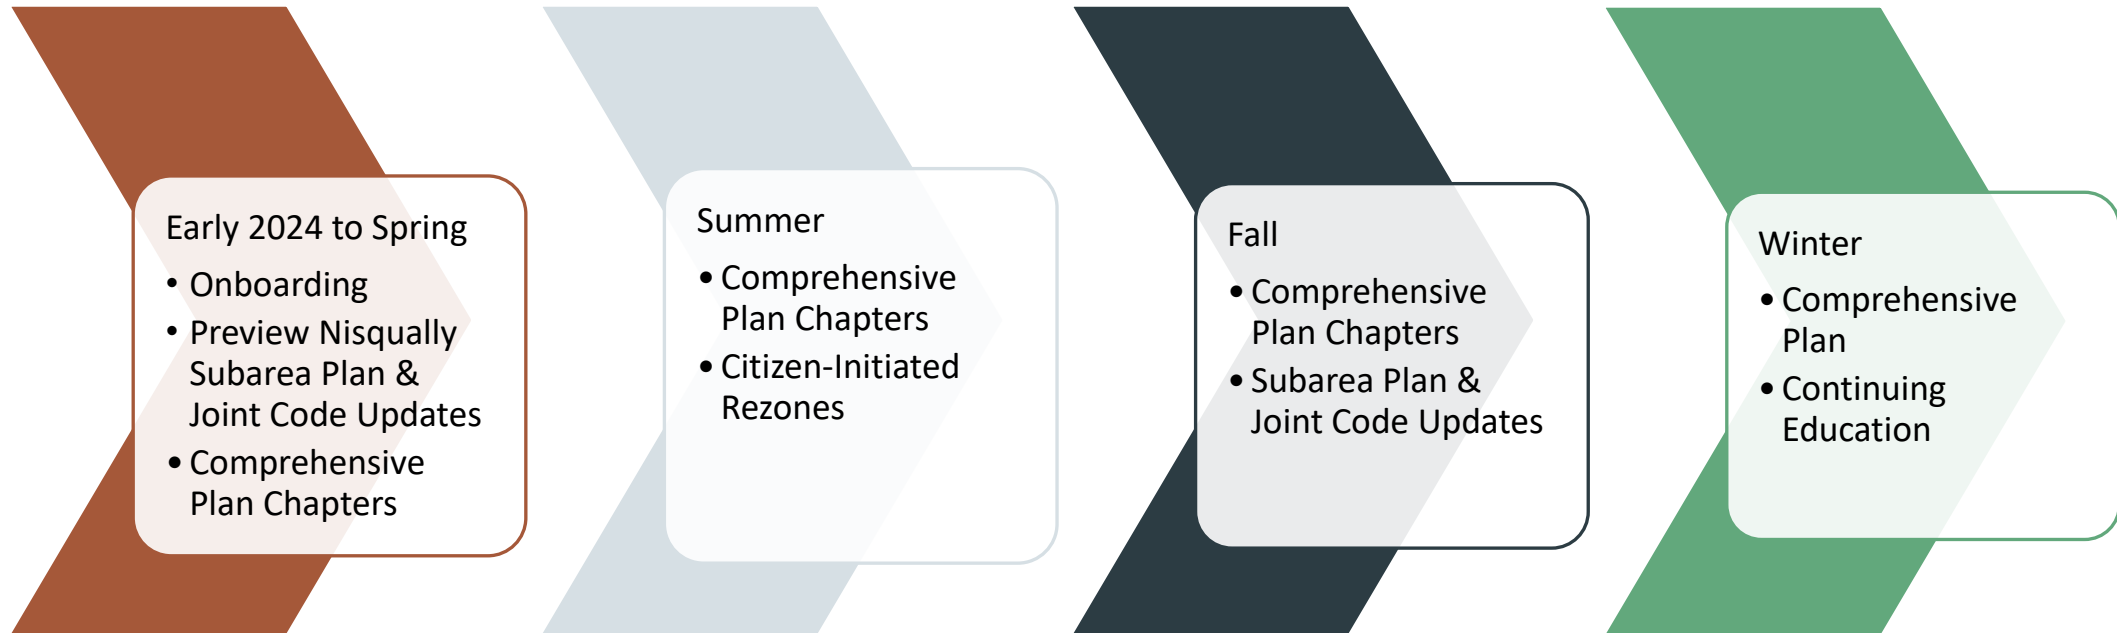 Early 2024 to Spring
• Onboarding
• Preview Nisqually
Subarea Plan &
Joint Code Updates
• Comprehensive
Plan Chapters
Summer
• Comprehensive
Plan Chapters
• Citizen-Initiated
Rezones
Fall
• Comprehensive
Plan Chapters
• Subarea Plan &
Joint Code Updates
Winter
• Comprehensive
Plan
• Continuing
Education